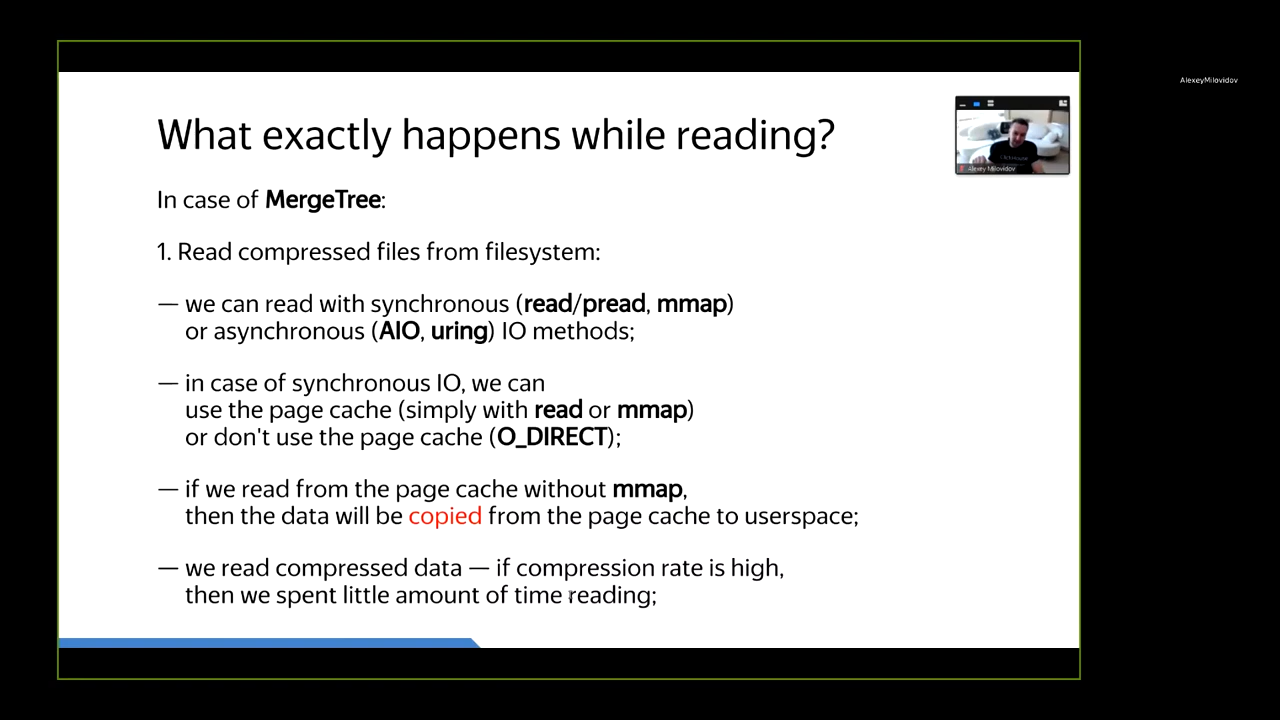 AlexeyMilovidov
What exactly happens while reading?
Alexey Milovidov
In case of MergeTree:
1. Read compressed files from filesystem:
— we can read with synchronous (read/pread, mmap)
or asynchronous (AIO, uring) IO methods;
— in case of synchronous IO, we can
use the page cache (simply with read or mmap)
or don't use the page cache (O_DIRECT);
— if we read from the page cache without mmap,
then the data will be copied from the page cache to userspace;
— we read compressed data — if compression rate is high,
then we spent little amount of time reading;